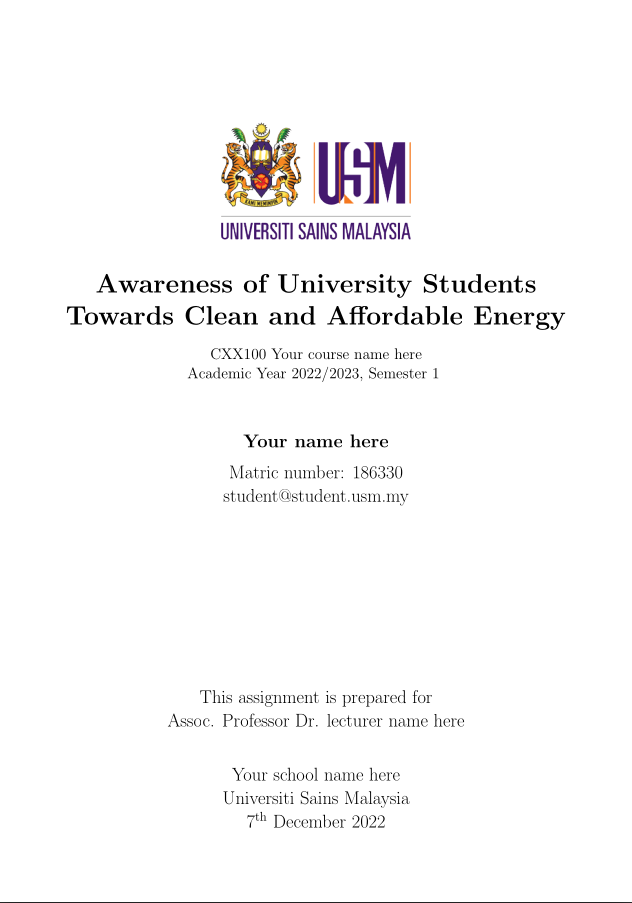 KAMI MEMIMPIN
USM
UNIVERSITI SAINS MALAYSIA
Awareness of University Students
Towards Clean and Affordable Energy
CXX100 Your course name here
Academic Year 2022/2023, Semester 1
Your name here
Matric number: 186330
student@student.usm.my
This assignment is prepared for
Assoc. Professor Dr. lecturer name here
Your school name here
Universiti Sains Malaysia
7th December 2022